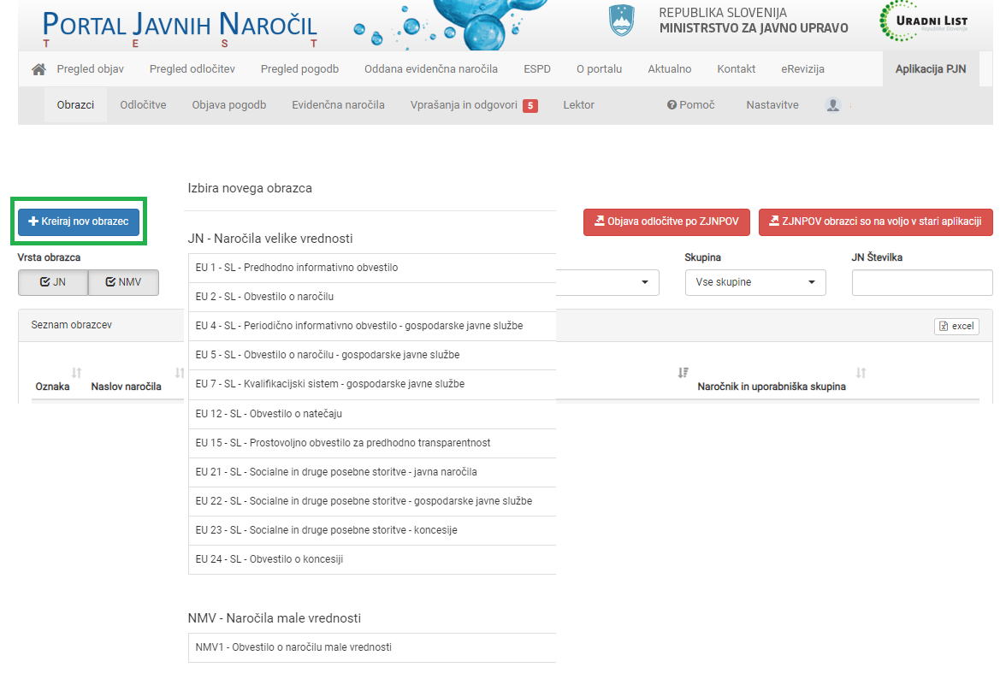 PORTAL JAVNIH NAROČIL
T E S T
REPUBLIKA SLOVENIJA
MINISTRSTVO ZA JAVNO UPRAVO
URADNI LIST
Republike Slovenije
Pregled objav Pregled odločitev Pregled pogodb Oddana evidenčna naročila ESPD O portalu Aktualno Kontakt eRevizija Aplikacija PJN
Obrazci Odločitve Objava pogodb Evidenčna naročila Vprašanja in odgovori 5 Lektor Pomoč Nastavitve
Izbira novega obrazca
Kreiraj nov obrazec
Objava odločitve po ZJNPOV
ZJNPOV obrazci so na voljo v stari aplikaciji
JN - Naročila velike vrednosti
Vrsta obrazca
Skupina
JN Številka
JN NMV
Vse skupine
Seznam obrazcev
excel
Oznaka Naslov naročila
Naročnik in uporabniška skupina
EU 1 - SL - Predhodno informativno obvestilo
EU 2 - SL - Obvestilo o naročilu
EU 4 - SL - Periodično informativno obvestilo - gospodarske javne službe
EU 5 - SL - Obvestilo o naročilu - gospodarske javne službe
EU 7 - SL - Kvalifikacijski sistem - gospodarske javne službe
EU 12 - SL - Obvestilo o natečaju
EU 15 - SL - Prostovoljno obvestilo za predhodno transparentnost
EU 21 - SL - Socialne in druge posebne storitve - javna naročila
EU 22 - SL - Socialne in druge posebne storitve - gospodarske javne službe
EU 23 - SL - Socialne in druge posebne storitve - koncesije
EU 24 - SL - Obvestilo o koncesiji
NMV - Naročila male vrednosti
NMV1 - Obvestilo o naročilu male vrednosti